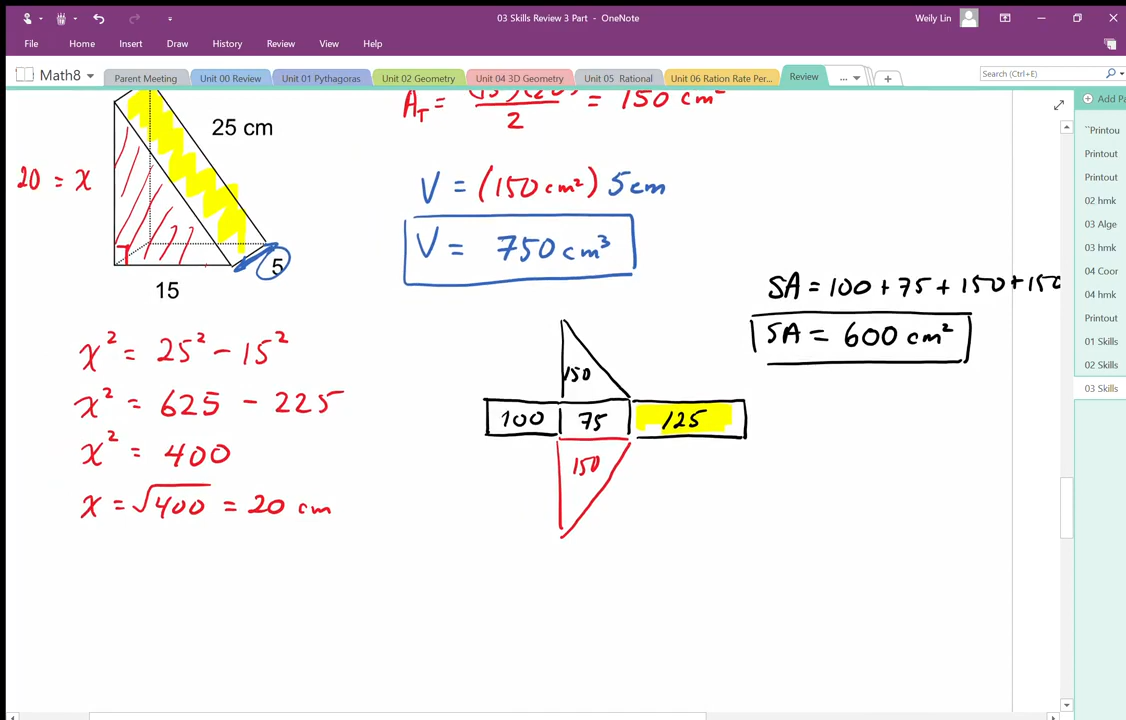 03 Skills Review 3 Part - OneNote
Weily Lin
File Home Insert Draw History Review View Help
Math8
Parent Meeting
Unit 00 Review
Unit 01 Pythagoras
Unit 02 Geometry
Unit 04 3D Geometry
Unit 05 Rational
Unit 06 Ration Rate Per...
Review
...
+
Search (Ctrl+E)
Add Pa
"Printou
Printout
Printout
02 hmk
03 Alge
03 hmk
04 Coor
04 hmk
Printout
01 Skills
02 Skills
03 Skills
25 cm
20 = x
5
15
x² = 25² - 15²
x² = 625 - 225
x² = 400
x = √400 = 20 cm
A_T = /2 = 150 cm²
V = (150 cm²) 5cm
V = 750 cm³
150
100 75 125
150
SA = 100 + 75 + 150 + 150
SA = 600 cm²